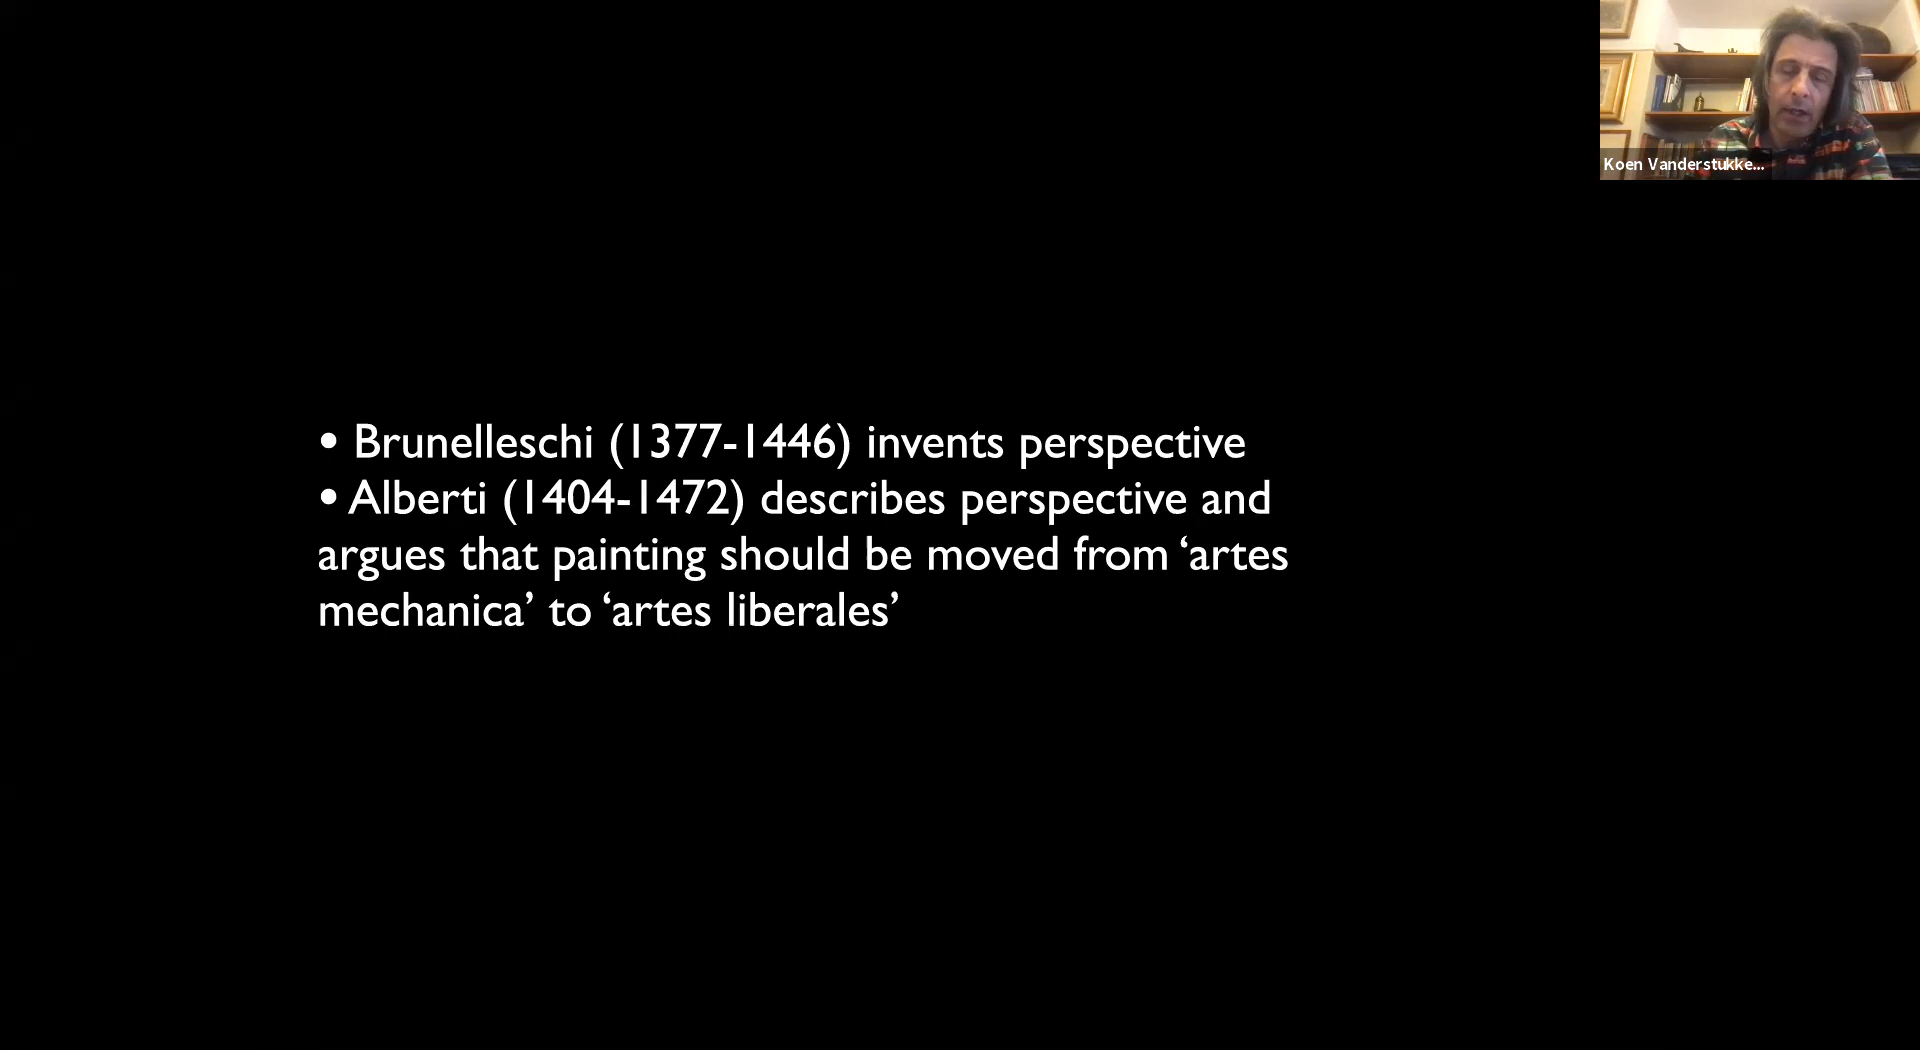 Koen Vanderstukke...
• Brunelleschi (1377-1446) invents perspective
• Alberti (1404-1472) describes perspective and
argues that painting should be moved from ‘artes
mechanica’ to ‘artes liberales’